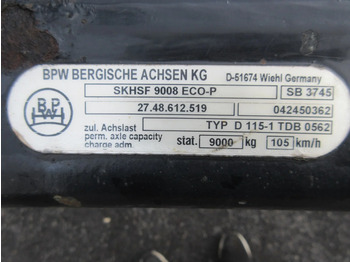 BPW BERGISCHE ACHSEN KG D-51674 Wiehl Germany
SKHSF 9008 ECO-P SB 3745
BPW 27.48.612.519 042450362
zul. Achslast TYP D 115-1 TDB 0562
perm. axle capacity
charge adm. stat. 9000 kg 105 km/h